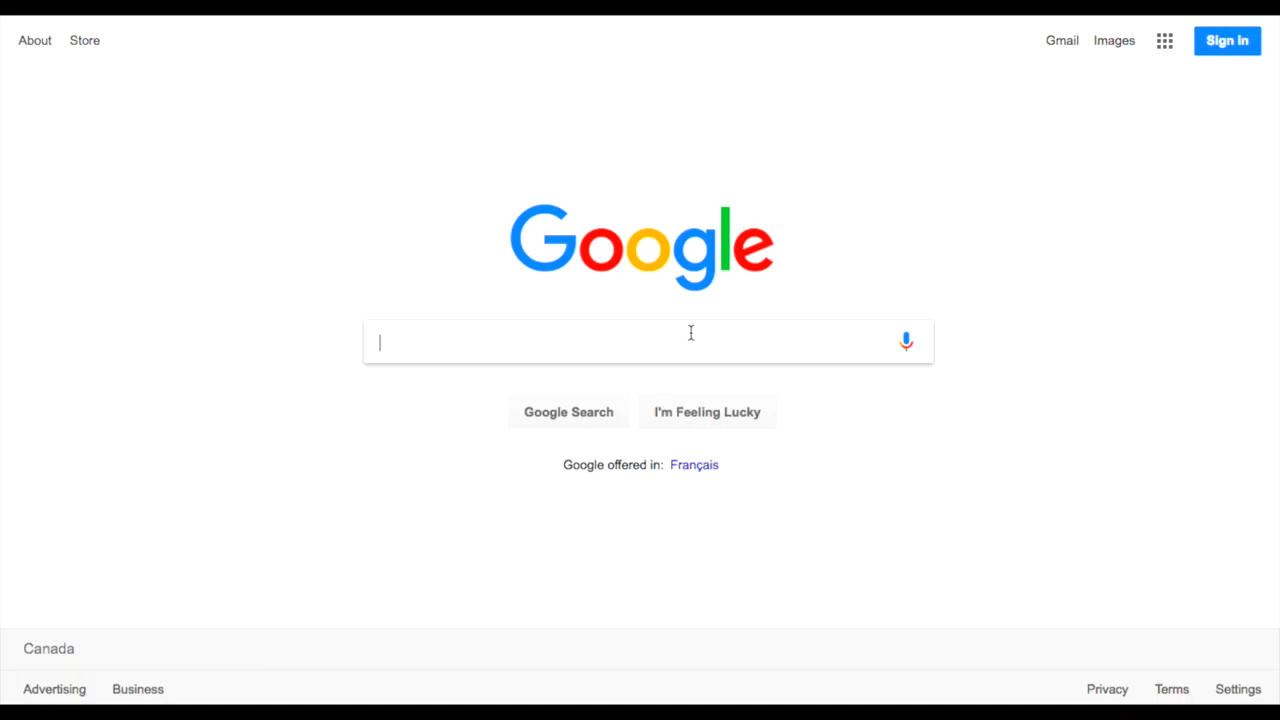 About Store Gmail Images Sign in
Google
Google Search I'm Feeling Lucky
Google offered in: Français
Canada
Advertising Business Privacy Terms Settings